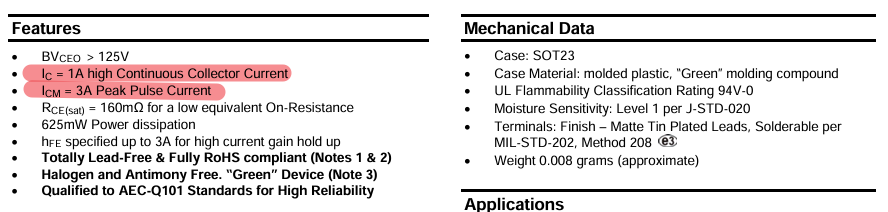 Features
• BVCEO > 125V
• IC = 1A high Continuous Collector Current
• ICM = 3A Peak Pulse Current
• RCE(sat) = 160mΩ for a low equivalent On-Resistance
• 625mW Power dissipation
• hFE specified up to 3A for high current gain hold up
• Totally Lead-Free & Fully RoHS compliant (Notes 1 & 2)
• Halogen and Antimony Free. “Green” Device (Note 3)
• Qualified to AEC-Q101 Standards for High Reliability
Mechanical Data
• Case: SOT23
• Case Material: molded plastic, “Green” molding compound
• UL Flammability Classification Rating 94V-0
• Moisture Sensitivity: Level 1 per J-STD-020
• Terminals: Finish – Matte Tin Plated Leads, Solderable per
MIL-STD-202, Method 208 e3
• Weight 0.008 grams (approximate)
Applications